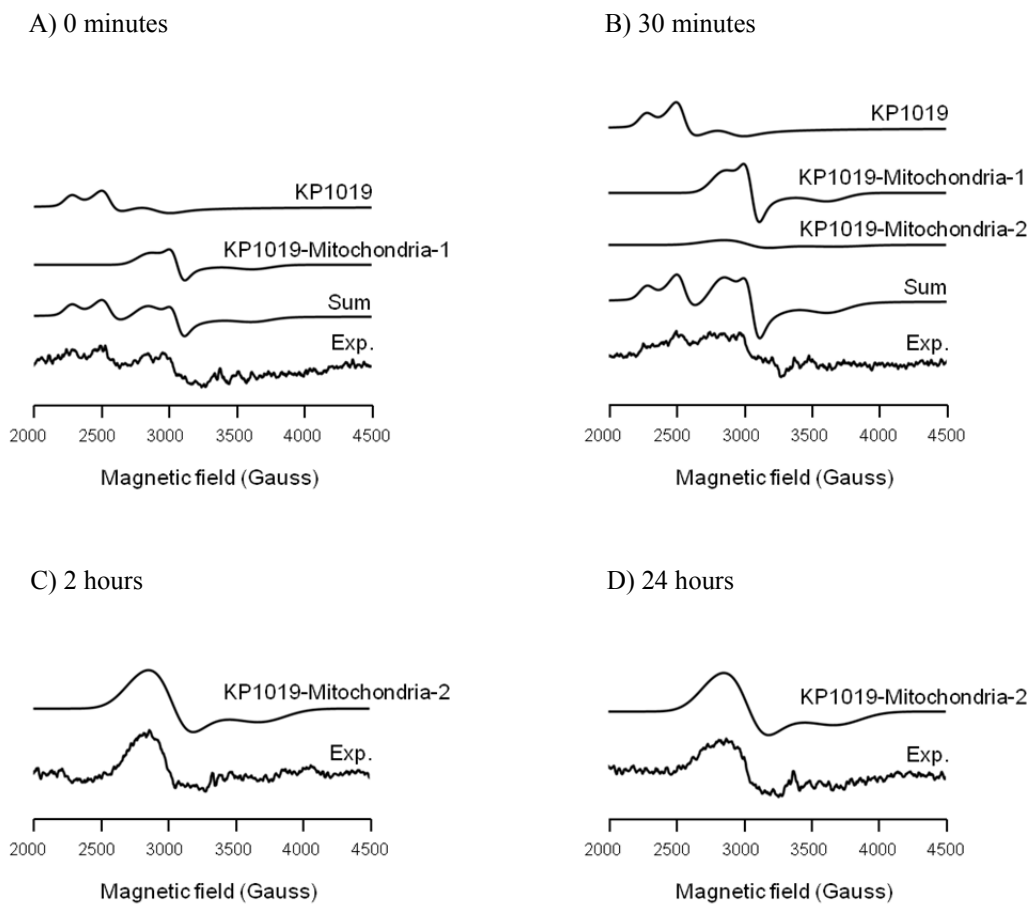 A) 0 minutes
KP1019
KP1019-Mitochondria-1
Sum
Exp.
2000 2500 3000 3500 4000 4500
Magnetic field (Gauss)
B) 30 minutes
KP1019
KP1019-Mitochondria-1
KP1019-Mitochondria-2
Sum
Exp.
2000 2500 3000 3500 4000 4500
Magnetic field (Gauss)
C) 2 hours
KP1019-Mitochondria-2
Exp.
2000 2500 3000 3500 4000 4500
Magnetic field (Gauss)
D) 24 hours
KP1019-Mitochondria-2
Exp.
2000 2500 3000 3500 4000 4500
Magnetic field (Gauss)